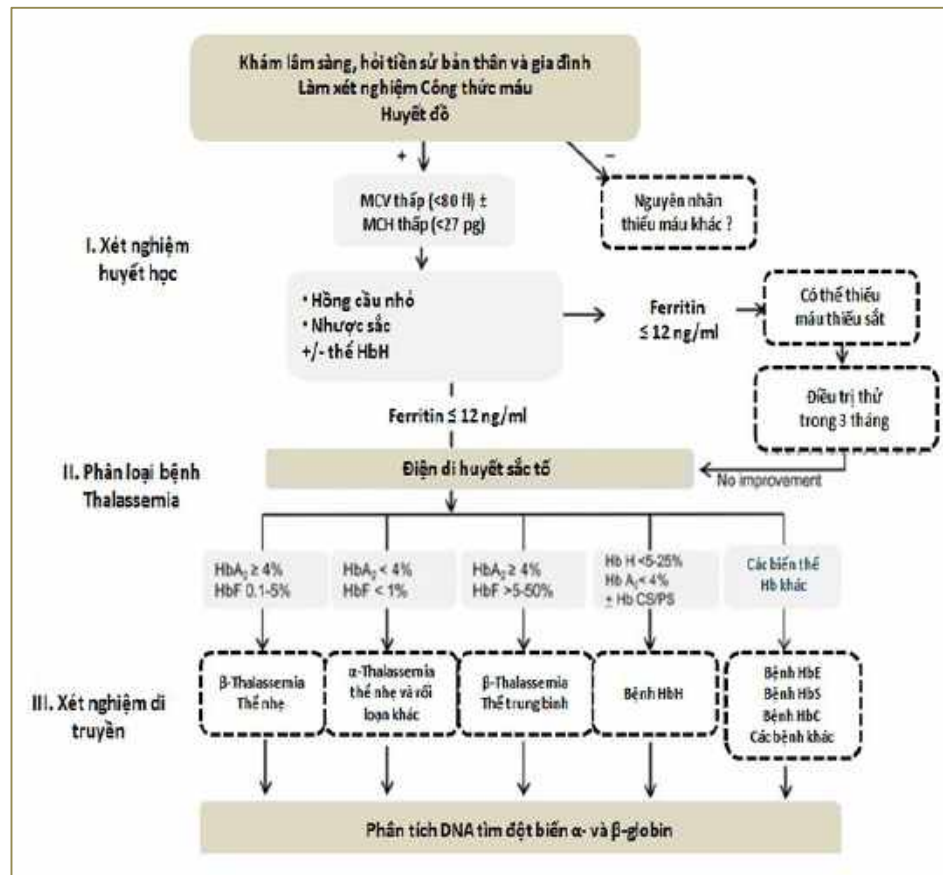 Khám lâm sàng, hỏi tiền sử bản thân và gia đình
Làm xét nghiệm Công thức máu
Huyết đồ
+
–
MCV thấp (<80 fl) ±
MCH thấp (<27 pg)
Nguyên nhân
thiếu máu khác ?
I. Xét nghiệm
huyết học
• Hồng cầu nhỏ
• Nhược sắc
+/- thể HbH
Ferritin
≤ 12 ng/ml
Có thể thiếu
máu thiếu sắt
Điều trị thử
trong 3 tháng
Ferritin ≤ 12 ng/ml
II. Phân loại bệnh
Thalassemia
Điện di huyết sắc tố
No improvement
HbA₂ ≥ 4%
HbF 0.1-5%
HbA₂ < 4%
HbF < 1%
HbA₂ ≥ 4%
HbF >5-50%
Hb H <5-25%
Hb A₂< 4%
± Hb CS/PS
Các biến thể
Hb khác
III. Xét nghiệm di
truyền
β-Thalassemia
Thể nhẹ
α-Thalassemia
thể nhẹ và rối
loạn khác
β-Thalassemia
Thể trung bình
Bệnh HbH
Bệnh HbE
Bệnh HbS
Bệnh HbC
Các bệnh khác
Phân tích DNA tìm đột biến α- và β-globin